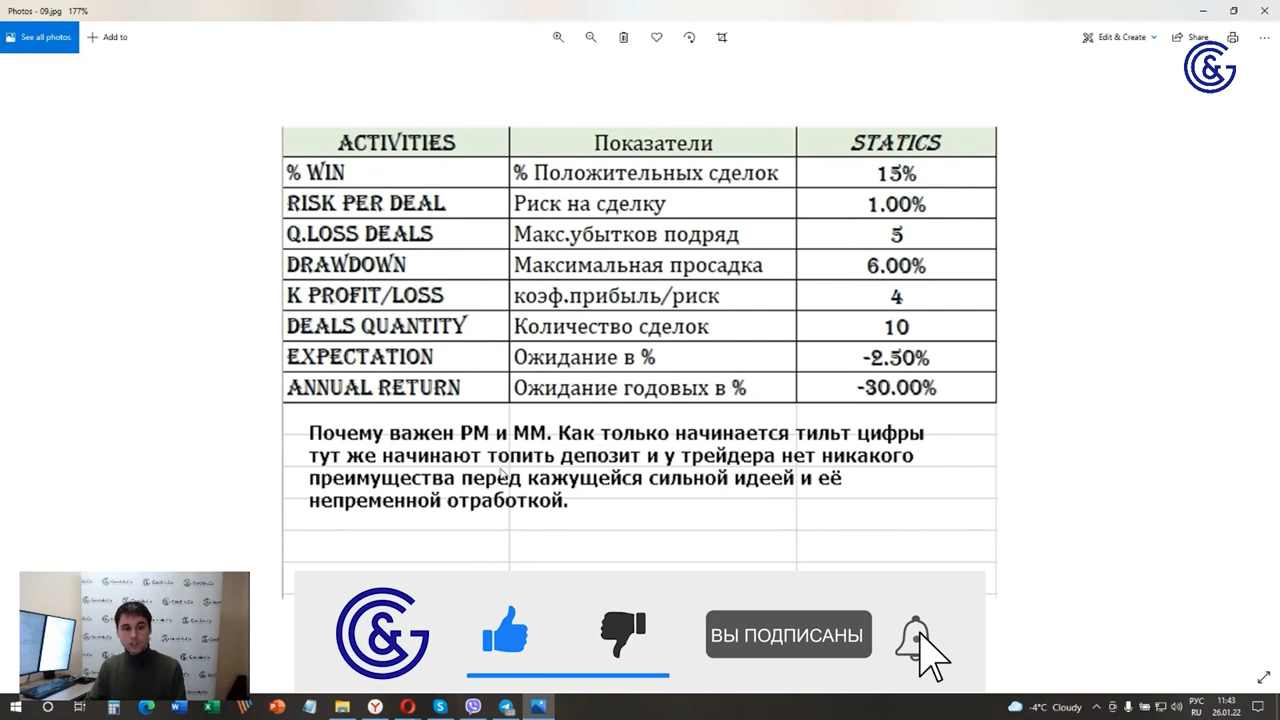 Photos - 09.jpg 177%
See all photos
Add to
Edit & Create
Share
&
ACTIVITIES Показатели STATICS
% WIN % Положительных сделок 15%
RISK PER DEAL Риск на сделку 1.00%
Q.LOSS DEALS Макс.убытков подряд 5
DRAWDOWN Максимальная просадка 6.00%
K PROFIT/LOSS коэф.прибыль/риск 4
DEALS QUANTITY Количество сделок 10
EXPECTATION Ожидание в % -2.50%
ANNUAL RETURN Ожидание годовых в % -30.00%
Почему важен РМ и ММ. Как только начинается тильт цифры
тут же начинают топить депозит и у трейдера нет никакого
преимущества перед кажущейся сильной идеей и её
непременной отработкой.
&
ВЫ ПОДПИСАНЫ
-4°C Cloudy
РУС
RU
11:43
26.01.22